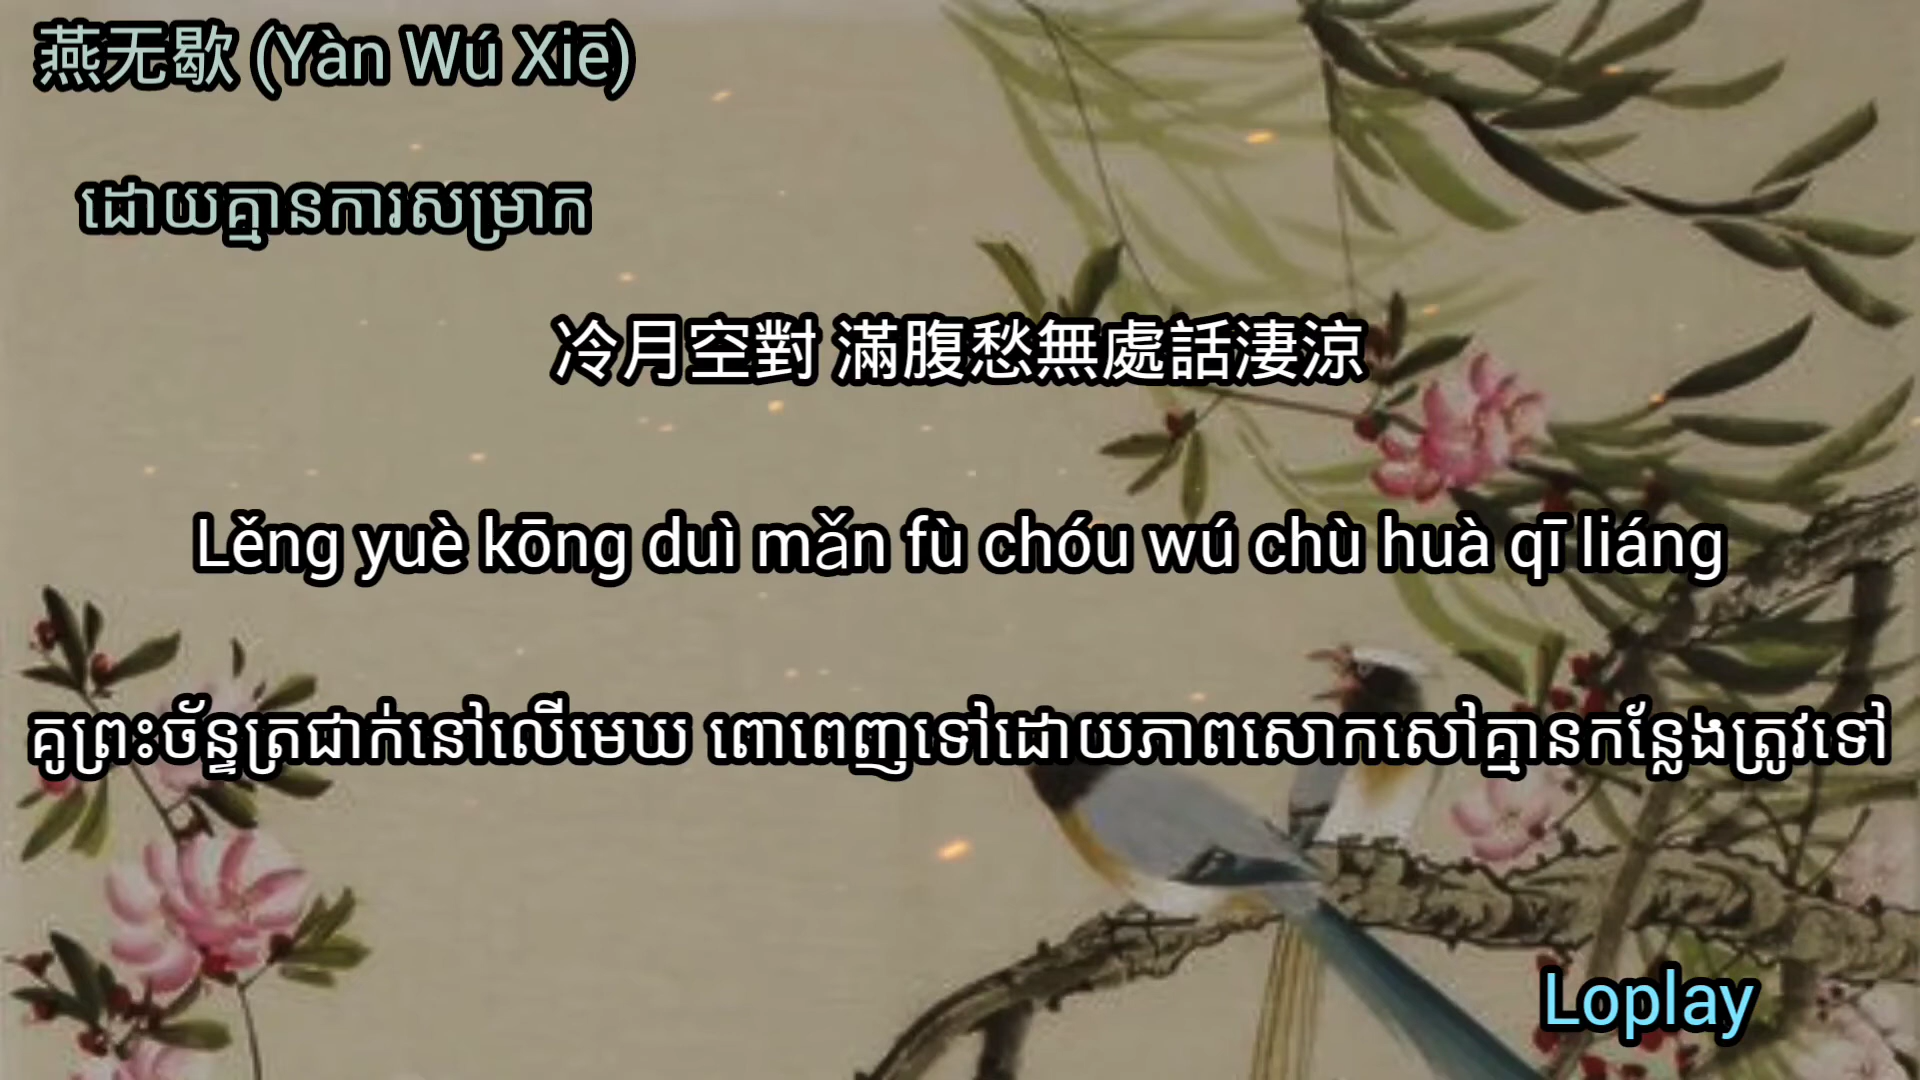 燕无歇 (Yàn Wú Xiē)
ដោយគ្មានការសម្រាក
冷月空對 滿腹愁無處話淒涼
Lěng yuè kōng duì mǎn fù chóu wú chù huà qī liáng
គូព្រះច័ន្ទត្រជាក់នៅលើមេឃ ពោពេញទៅដោយភាពសោកសៅគ្មានកន្លែងត្រូវទៅ
Loplay